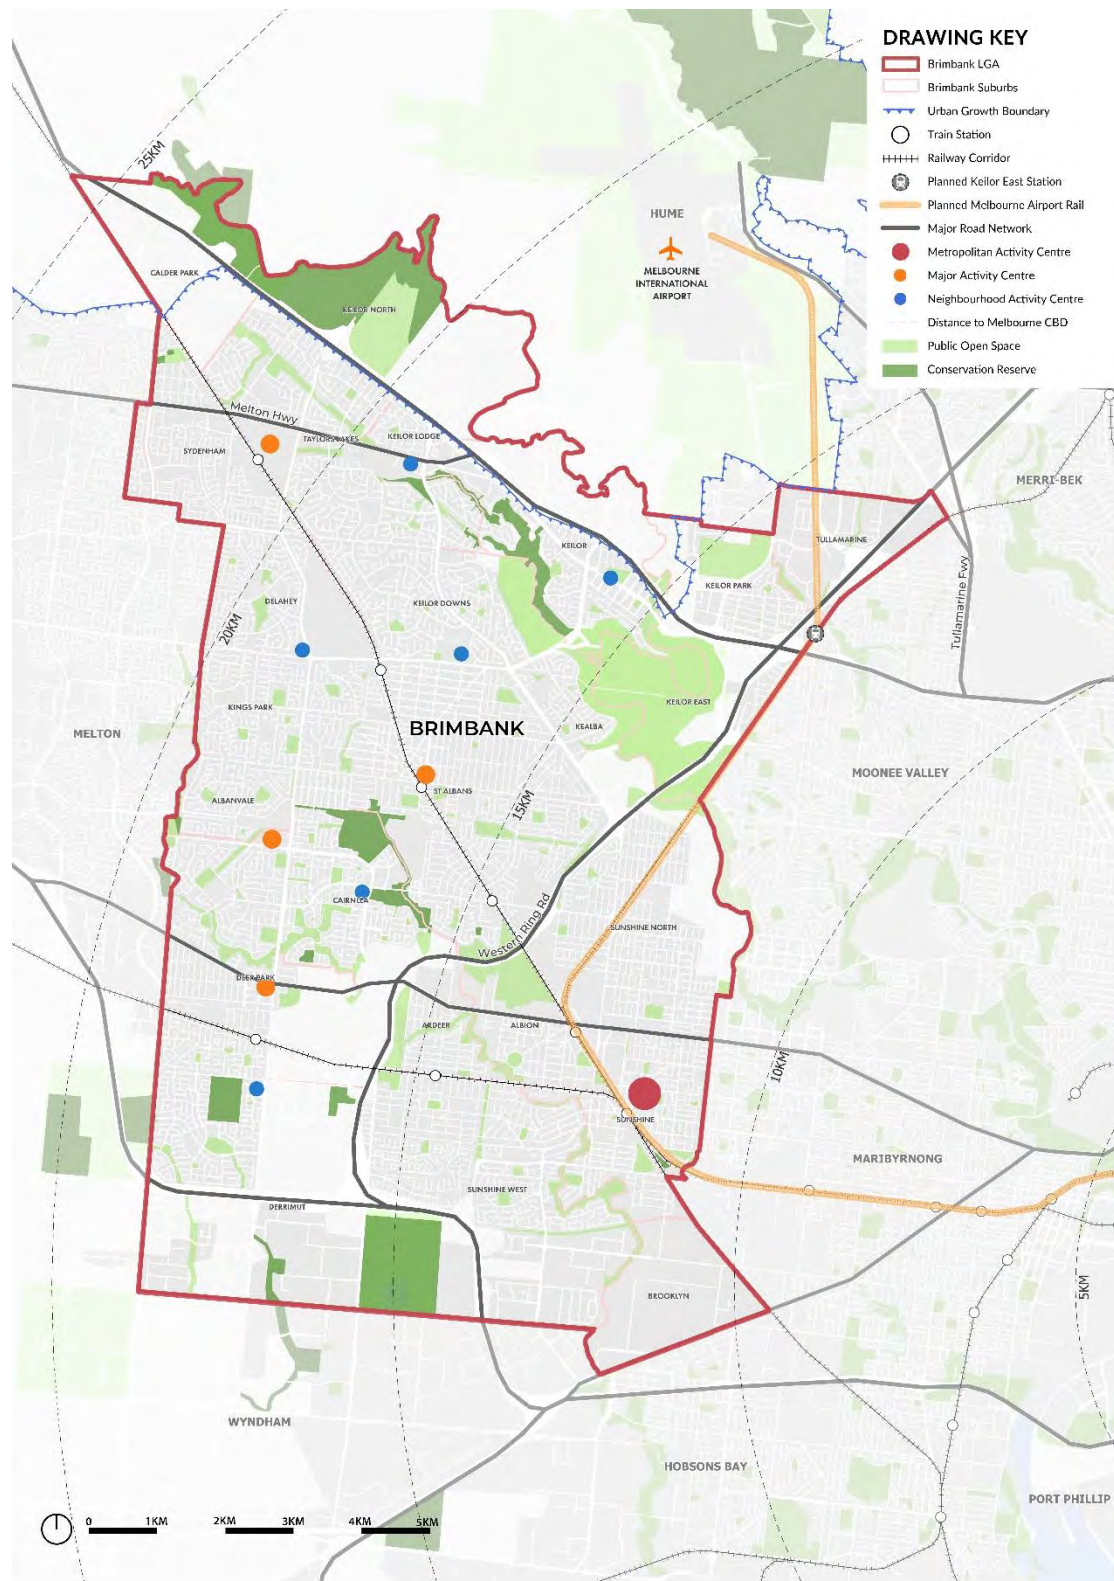 DRAWING KEY
Brimbank LGA
Brimbank Suburbs
Urban Growth Boundary
Train Station
Railway Corridor
Planned Keilor East Station
Planned Melbourne Airport Rail
Major Road Network
Metropolitan Activity Centre
Major Activity Centre
Neighbourhood Activity Centre
Distance to Melbourne CBD
Public Open Space
Conservation Reserve
25KM
HUME
MELBOURNE
INTERNATIONAL
AIRPORT
CALDER PARK
KEILOR NORTH
Melton Hwy
TAYLORS LAKES
KEILOR LODGE
SYDENHAM
MERRI-BEK
TULLAMARINE
KEILOR
KEILOR PARK
DELAHEY
KEILOR DOWNS
20KM
Tullamarine Fwy
KINGS PARK
KEILOR EAST
MELTON
BRIMBANK
KEALBA
MOONEE VALLEY
ALBANVALE
ST ALBANS
15KM
CAIRNLEA
Western Ring Rd
SUNSHINE NORTH
DEER PARK
ARDEER
ALBION
10KM
SUNSHINE
MARIBYRNONG
SUNSHINE WEST
DERRIMUT
BROOKLYN
5KM
WYNDHAM
HOBSONS BAY
PORT PHILLIP
0 1KM 2KM 3KM 4KM 5KM